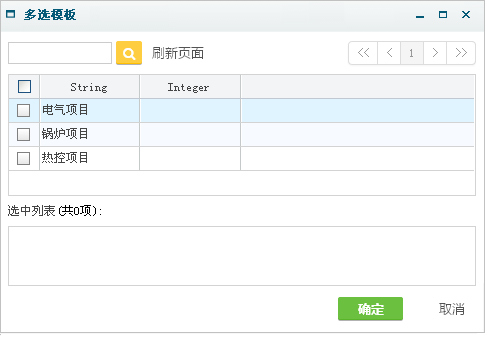 多选模板
刷新页面 1
String Integer
电气项目
锅炉项目
热控项目
选中列表(共0项):
确定 取消